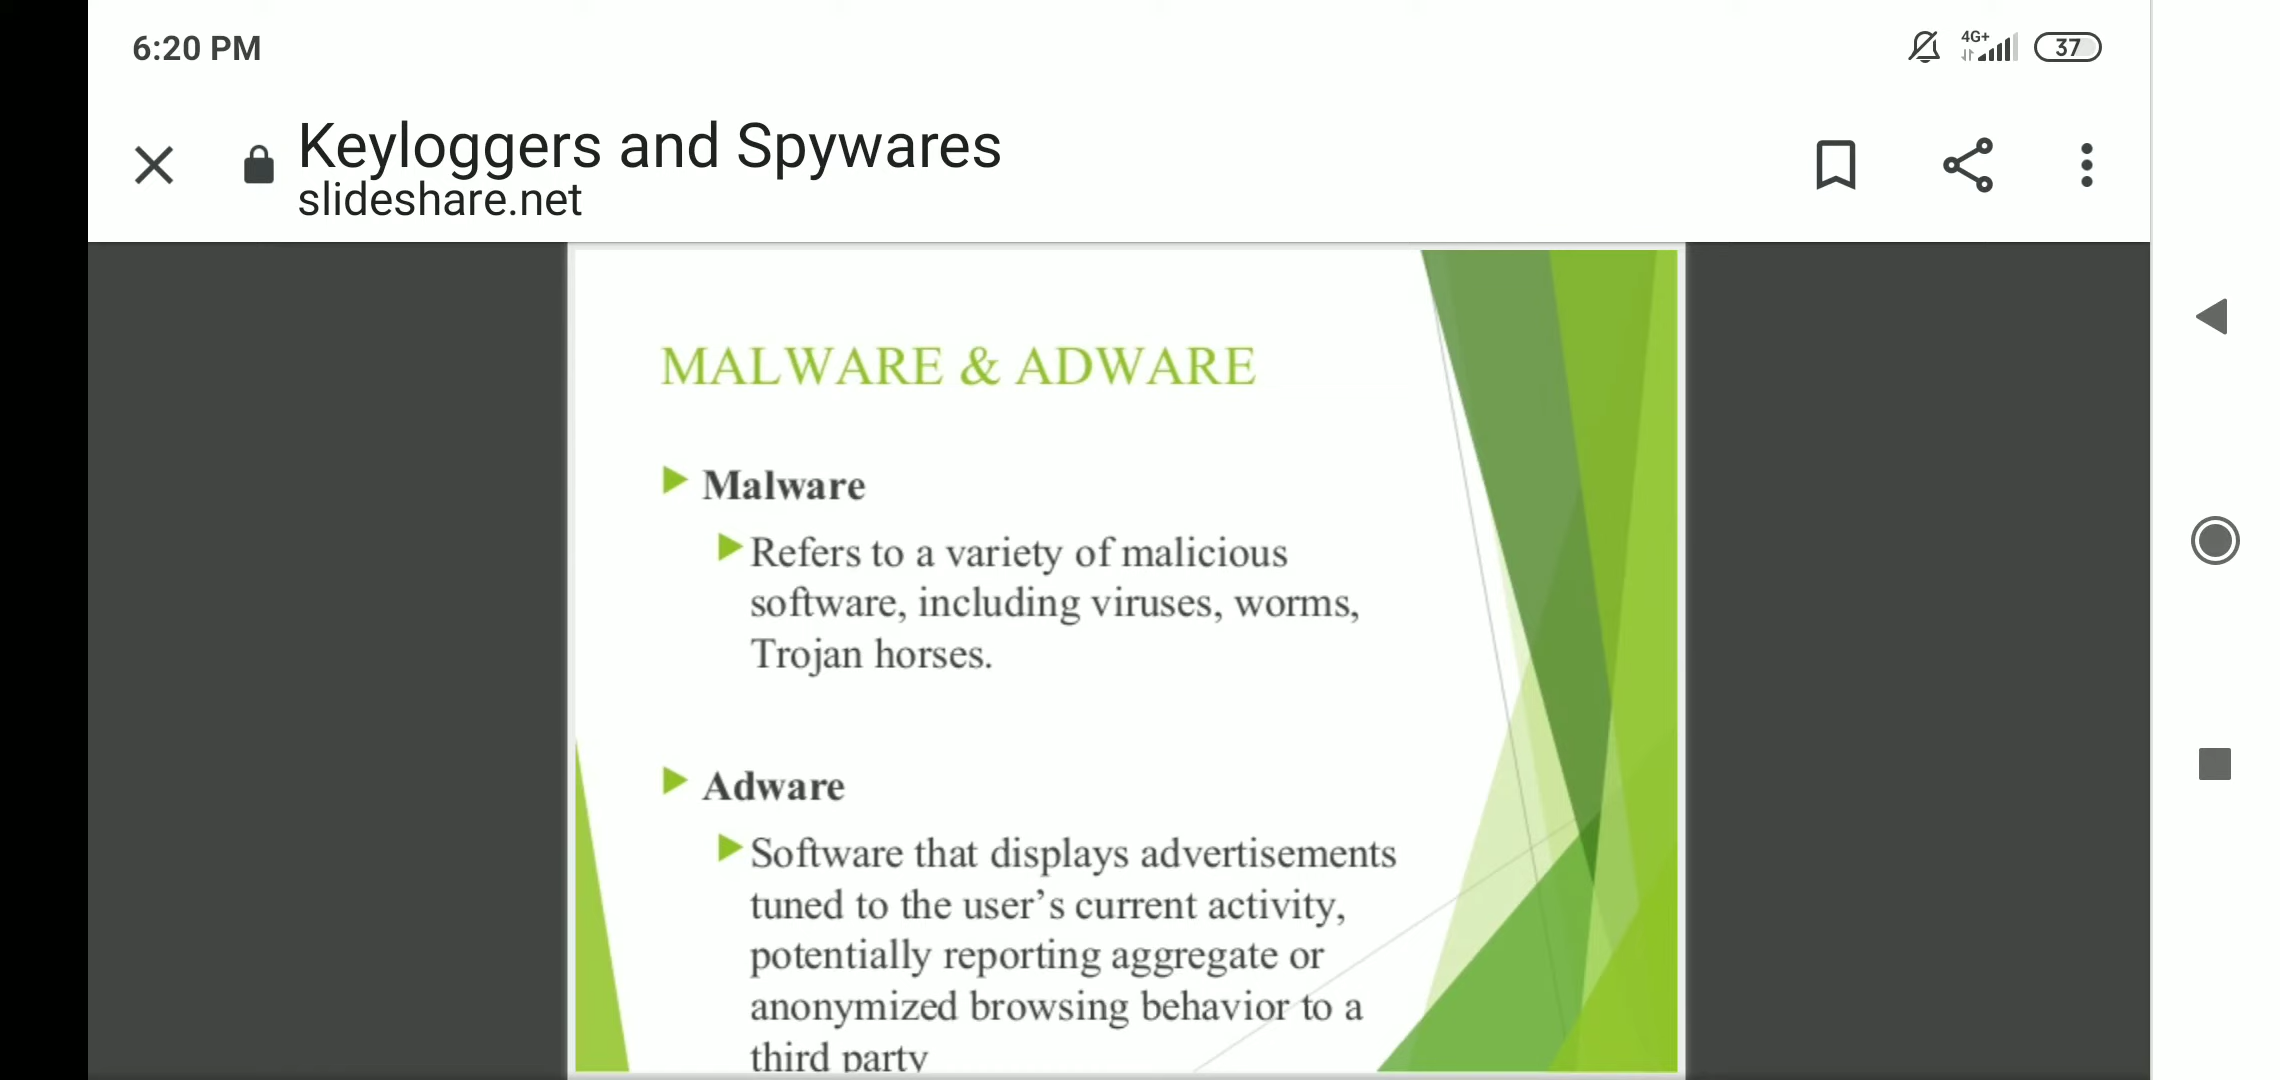 6:20 PM
4G+
37
Keyloggers and Spywares
slideshare.net
MALWARE & ADWARE
Malware
Refers to a variety of malicious
software, including viruses, worms,
Trojan horses.
Adware
Software that displays advertisements
tuned to the user’s current activity,
potentially reporting aggregate or
anonymized browsing behavior to a
third party